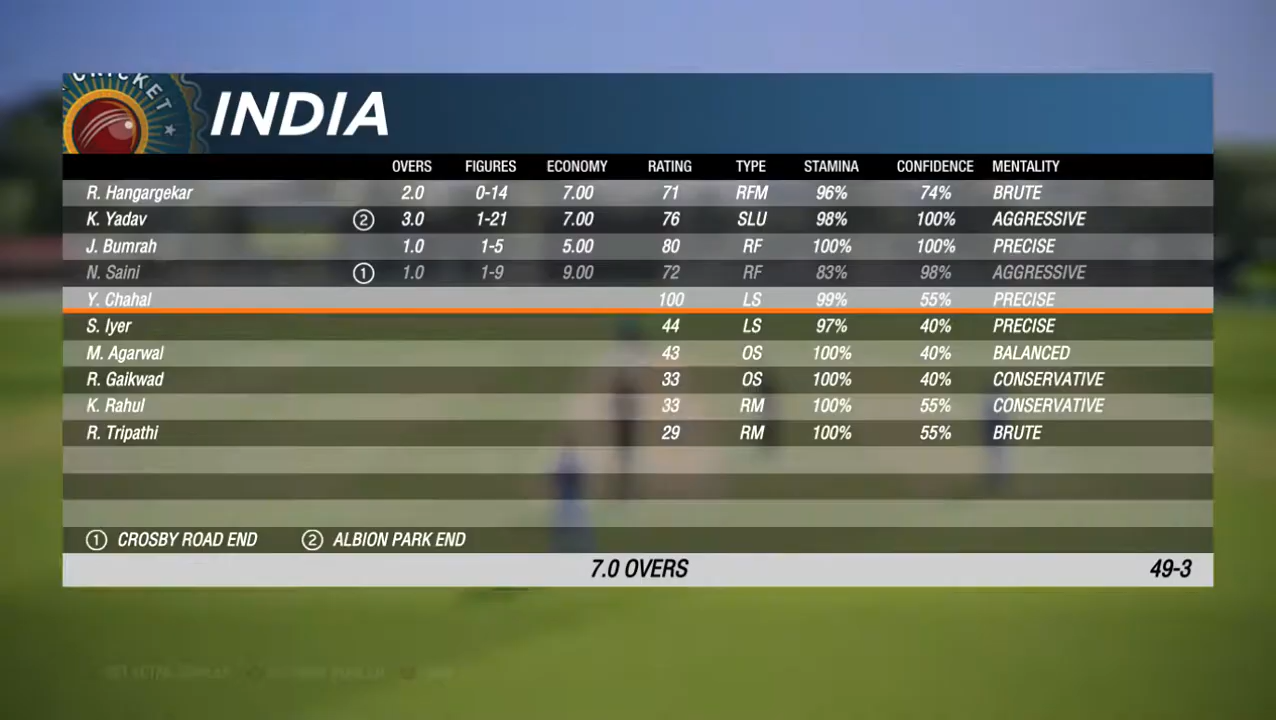 CRICKET
INDIA
OVERS FIGURES ECONOMY RATING TYPE STAMINA CONFIDENCE MENTALITY
R. Hangargekar 2.0 0-14 7.00 71 RFM 96% 74% BRUTE
K. Yadav 2 3.0 1-21 7.00 76 SLU 98% 100% AGGRESSIVE
J. Bumrah 1.0 1-5 5.00 80 RF 100% 100% PRECISE
N. Saini 1 1.0 1-9 9.00 72 RF 83% 98% AGGRESSIVE
Y. Chahal 100 LS 99% 55% PRECISE
S. Iyer 44 LS 97% 40% PRECISE
M. Agarwal 43 OS 100% 40% BALANCED
R. Gaikwad 33 OS 100% 40% CONSERVATIVE
K. Rahul 33 RM 100% 55% CONSERVATIVE
R. Tripathi 29 RM 100% 55% BRUTE
1 CROSBY ROAD END 2 ALBION PARK END
7.0 OVERS 49-3